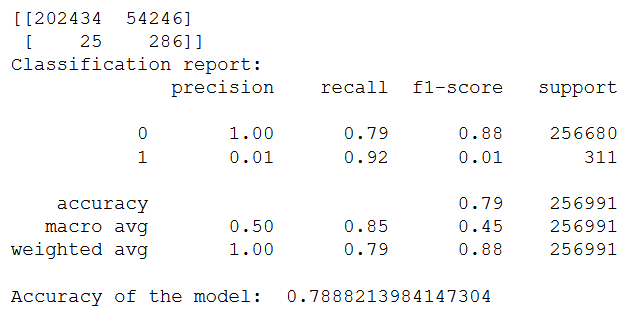 [[202434  54246]
 [    25    286]]
Classification report:
              precision    recall  f1-score   support

           0       1.00      0.79      0.88    256680
           1       0.01      0.92      0.01       311

    accuracy                           0.79    256991
   macro avg       0.50      0.85      0.45    256991
weighted avg       1.00      0.79      0.88    256991

Accuracy of the model:  0.7888213984147304